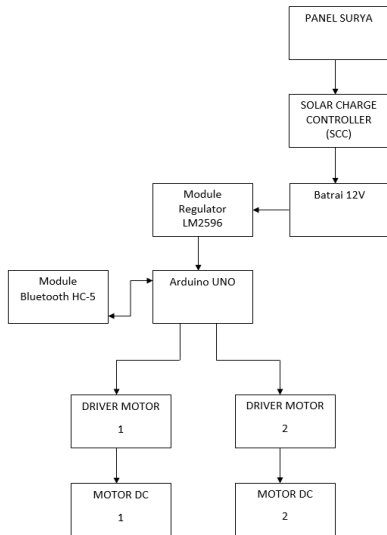 PANEL SURYA
SOLAR CHARGE
CONTROLLER
(SCC)
Batrai 12V
Module
Regulator
LM2596
Arduino UNO
Module
Bluetooth HC-5
DRIVER MOTOR
1
DRIVER MOTOR
2
MOTOR DC
1
MOTOR DC
2